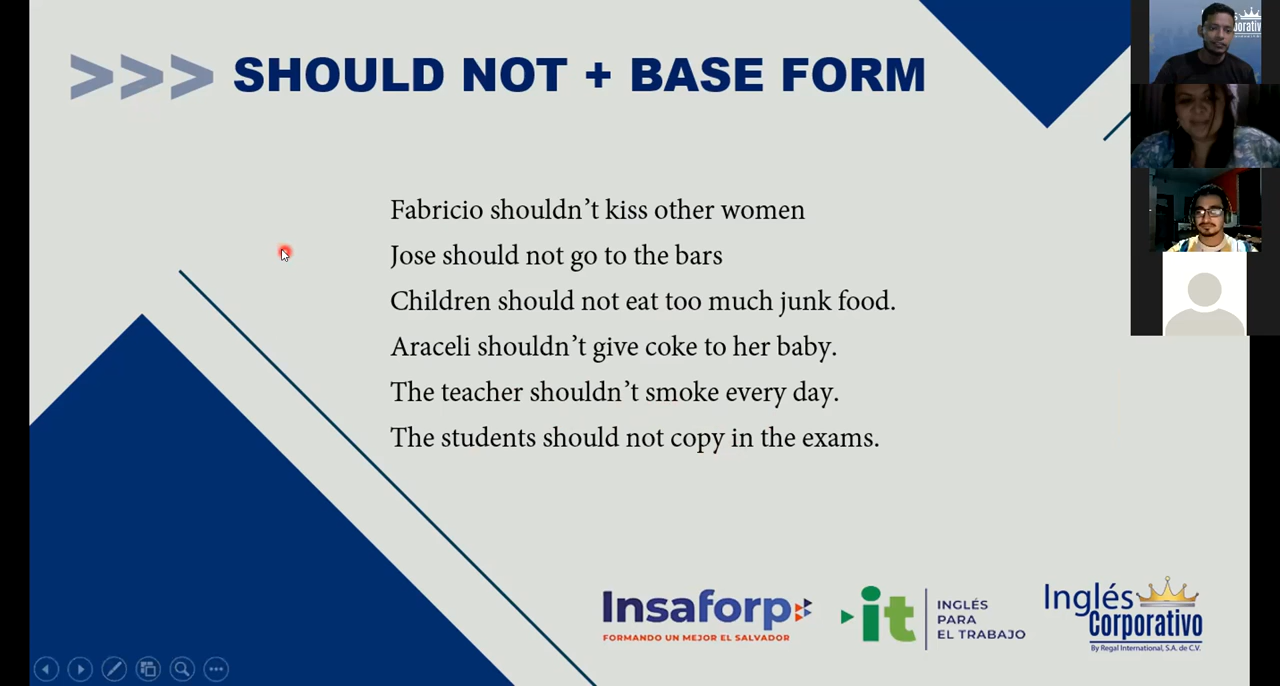 >>> SHOULD NOT + BASE FORM
Fabricio shouldn’t kiss other women
Jose should not go to the bars
Children should not eat too much junk food.
Araceli shouldn’t give coke to her baby.
The teacher shouldn’t smoke every day.
The students should not copy in the exams.
Insaforp
FORMANDO UN MEJOR EL SALVADOR
it
INGLÉS
PARA
EL TRABAJO
Inglés
Corporativo
By Regal International, S.A. de C.V.